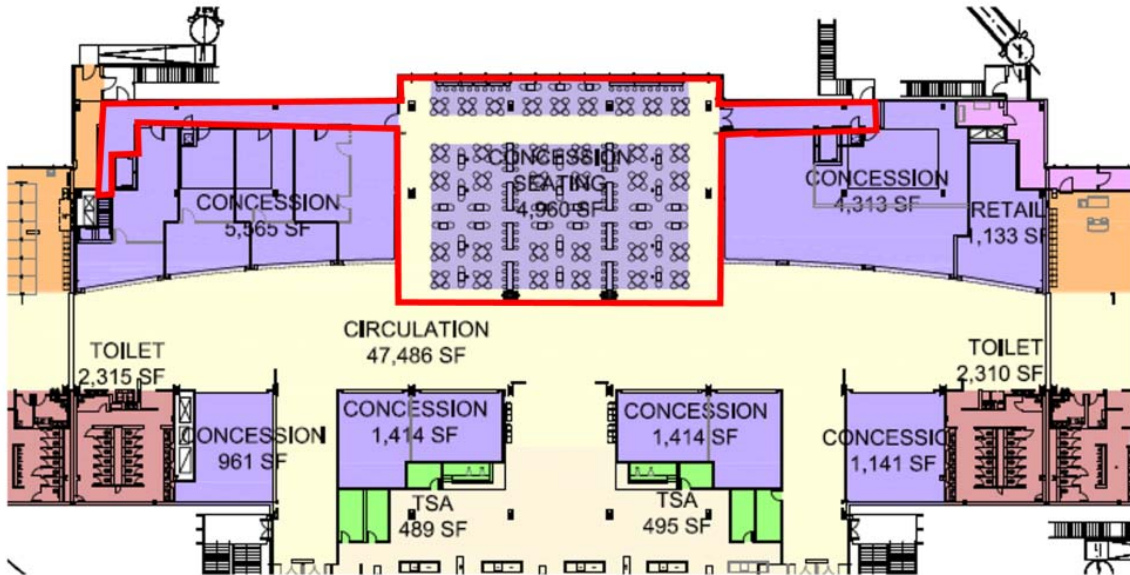 CONCESSION
SEATING
4,960 SF
CONCESSION
5,565 SF
CONCESSION
4,313 SF
RETAIL
1,133 SF
CIRCULATION
47,486 SF
TOILET
2,315 SF
TOILET
2,310 SF
CONCESSION
961 SF
CONCESSION
1,414 SF
CONCESSION
1,414 SF
CONCESSIO
1,141 SF
TSA
489 SF
TSA
495 SF